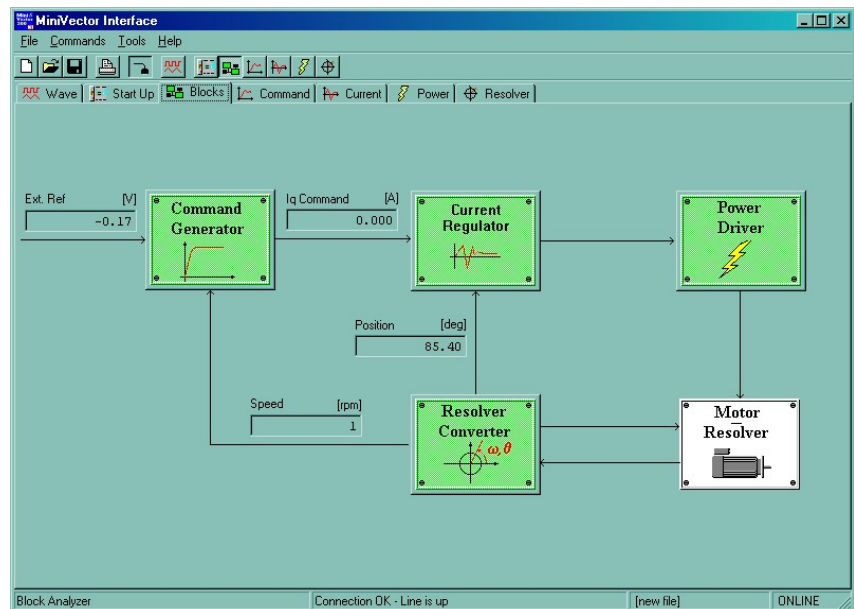 MiniVector Interface
File Commands Tools Help
Wave Start Up Blocks Command Current Power Resolver
Ext. Ref [V]
-0.17
Command
Generator
Iq Command [A]
0.000
Current
Regulator
Power
Driver
Position [deg]
85.40
Speed [rpm]
1
Resolver
Converter
ω,θ
Motor
–
Resolver
Block Analyzer Connection OK - Line is up [new file] ONLINE